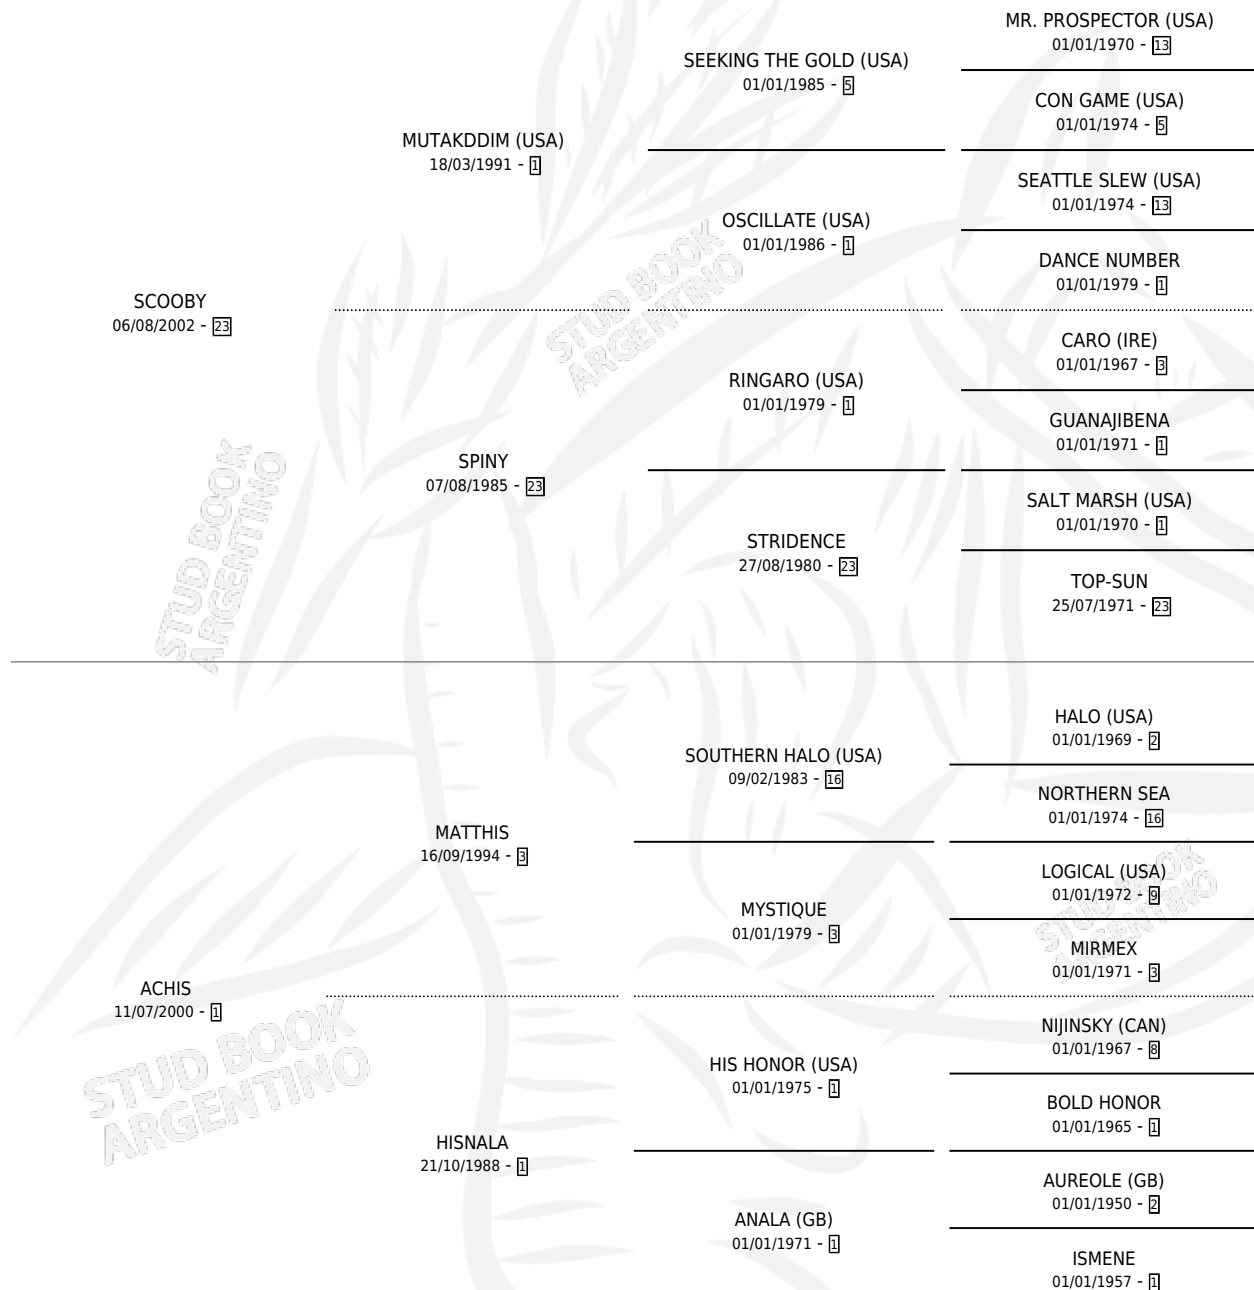 MR. PROSPECTOR (USA)
01/01/1970 - 13
SEEKING THE GOLD (USA)
01/01/1985 - 5
CON GAME (USA)
01/01/1974 - 5
MUTAKDDIM (USA)
18/03/1991 - 1
SEATTLE SLEW (USA)
01/01/1974 - 13
OSCILLATE (USA)
01/01/1986 - 1
DANCE NUMBER
01/01/1979 - 1
SCOOBY
06/08/2002 - 23
CARO (IRE)
01/01/1967 - 3
RINGARO (USA)
01/01/1979 - 1
GUANAJIBENA
01/01/1971 - 1
SPINY
07/08/1985 - 23
SALT MARSH (USA)
01/01/1970 - 1
STRIDENCE
27/08/1980 - 23
TOP-SUN
25/07/1971 - 23
HALO (USA)
01/01/1969 - 2
SOUTHERN HALO (USA)
09/02/1983 - 16
NORTHERN SEA
01/01/1974 - 16
MATTHIS
16/09/1994 - 3
LOGICAL (USA)
01/01/1972 - 9
MYSTIQUE
01/01/1979 - 3
MIRMEX
01/01/1971 - 3
ACHIS
11/07/2000 - 1
NIJINSKY (CAN)
01/01/1967 - 8
HIS HONOR (USA)
01/01/1975 - 1
BOLD HONOR
01/01/1965 - 1
HISNALA
21/10/1988 - 1
AUREOLE (GB)
01/01/1950 - 2
ANALA (GB)
01/01/1971 - 1
ISMENE
01/01/1957 - 1
STUD BOOK
ARGENTINO
STUD BOOK
ARGENTINO
STUD BOOK
ARGENTINO
STUD BOOK
ARGENTINO